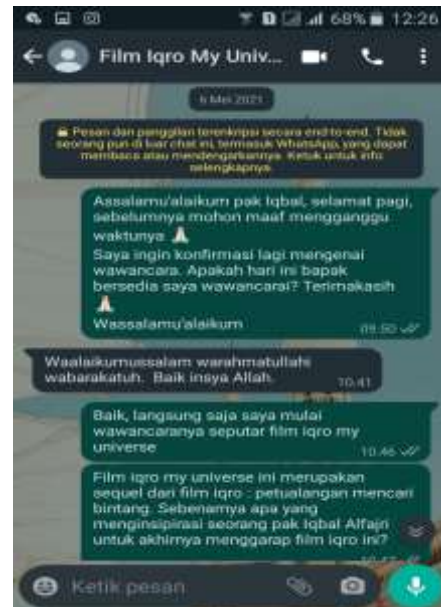 68% 12:26
Film Iqro My Univ...
6 Mei 2021
Pesan dan panggilan terenkripsi secara end-to-end. Tidak
seorang pun di luar chat ini, termasuk WhatsApp, yang dapat
membaca atau mendengarkannya. Ketuk untuk info
selengkapnya.
Assalamu'alaikum pak Iqbal, selamat pagi,
sebelumnya mohon maaf mengganggu
waktunya
Saya ingin konfirmasi lagi mengenai
wawancara. Apakah hari ini bapak
bersedia saya wawancarai? Terimakasih
Wassalamu'alaikum
09.50
Waalaikumussalam warahmatullahi
wabarakatuh. Baik insya Allah.
10.41
Baik, langsung saja saya mulai
wawancaranya seputar film iqro my
universe
10.46
Film iqro my universe ini merupakan
sequel dari film iqro : petualangan mencari
bintang. Sebenarnya apa yang
menginsipirasi seorang pak Iqbal Alfajri
untuk akhirnya menggarap film iqro ini?
Ketik pesan